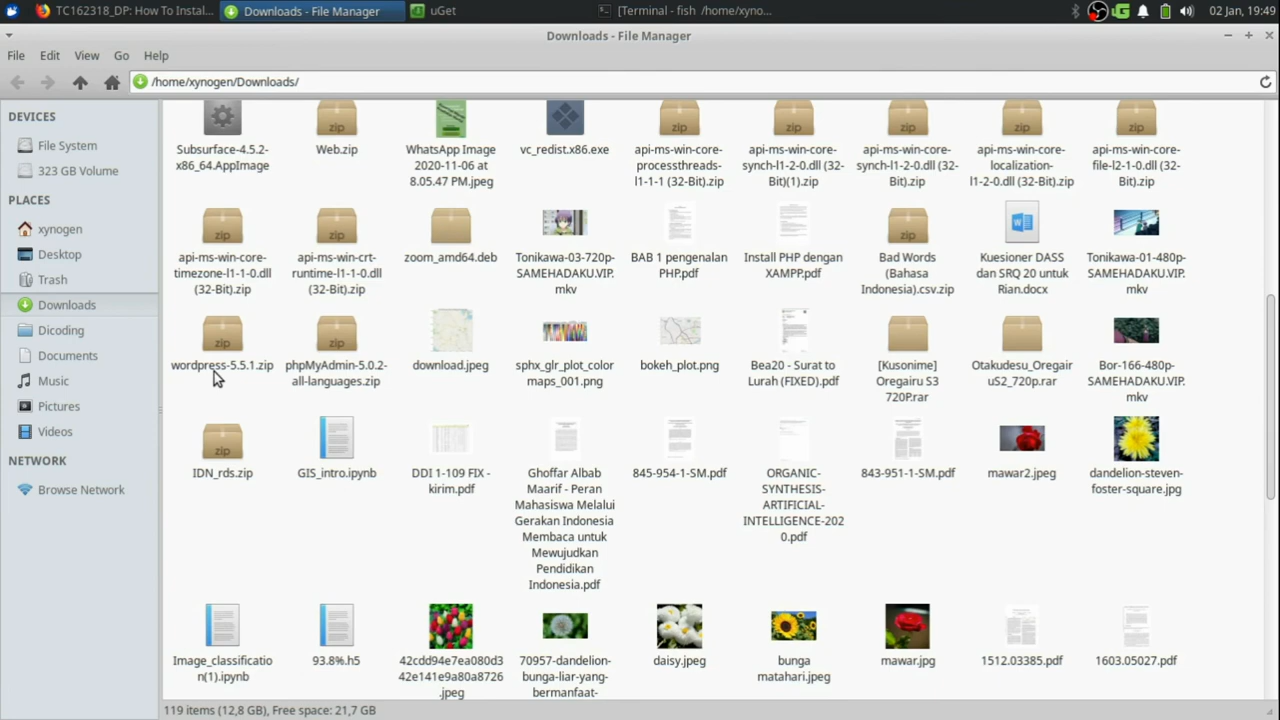 TC162318_DP: How To Instal...
Downloads - File Manager
uGet
[Terminal - fish /home/xyno...
02 Jan, 19:49
Downloads - File Manager
File Edit View Go Help
/home/xynogen/Downloads/
DEVICES
File System
323 GB Volume
PLACES
xynogen
Desktop
Trash
Downloads
Dicoding
Documents
Music
Pictures
Videos
NETWORK
Browse Network
Subsurface-4.5.2-
x86_64.AppImage
Web.zip
WhatsApp Image
2020-11-06 at
8.05.47 PM.jpeg
vc_redist.x86.exe
api-ms-win-core-
processthreads-
l1-1-1 (32-Bit).zip
api-ms-win-core-
synch-l1-2-0.dll (32-
Bit)(1).zip
api-ms-win-core-
synch-l1-2-0.dll (32-
Bit).zip
api-ms-win-core-
localization-
l1-2-0.dll (32-Bit).zip
api-ms-win-core-
file-l2-1-0.dll (32-
Bit).zip
api-ms-win-core-
timezone-l1-1-0.dll
(32-Bit).zip
api-ms-win-crt-
runtime-l1-1-0.dll
(32-Bit).zip
zoom_amd64.deb
Tonikawa-03-720p-
SAMEHADAKU.VIP.
mkv
BAB 1 pengenalan
PHP.pdf
Install PHP dengan
XAMPP.pdf
Bad Words
(Bahasa
Indonesia).csv.zip
Kuesioner DASS
dan SRQ 20 untuk
Rian.docx
Tonikawa-01-480p-
SAMEHADAKU.VIP.
mkv
wordpress-5.5.1.zip
phpMyAdmin-5.0.2-
all-languages.zip
download.jpeg
sphx_glr_plot_color
maps_001.png
bokeh_plot.png
Bea20 - Surat to
Lurah (FIXED).pdf
[Kusonime]
Oregairu S3
720P.rar
Otakudesu_Oregair
uS2_720p.rar
Bor-166-480p-
SAMEHADAKU.VIP.
mkv
IDN_rds.zip
GIS_intro.ipynb
DDI 1-109 FIX -
kirim.pdf
Ghoffar Albab
Maarif - Peran
Mahasiswa Melalui
Gerakan Indonesia
Membaca untuk
Mewujudkan
Pendidikan
Indonesia.pdf
845-954-1-SM.pdf
ORGANIC-
SYNTHESIS-
ARTIFICIAL-
INTELLIGENCE-202
0.pdf
843-951-1-SM.pdf
mawar2.jpeg
dandelion-steven-
foster-square.jpg
Image_classificatio
n(1).ipynb
93.8%.h5
42cdd94e7ea080d3
42e141e9a80a8726
.jpeg
70957-dandelion-
bunga-liar-yang-
bermanfaat-
daisy.jpeg
bunga
matahari.jpeg
mawar.jpg
1512.03385.pdf
1603.05027.pdf
zip
zip
zip
zip
zip
zip
zip
zip
zip
zip
zip
zip
zip
119 items (12,8 GB), Free space: 21,7 GB